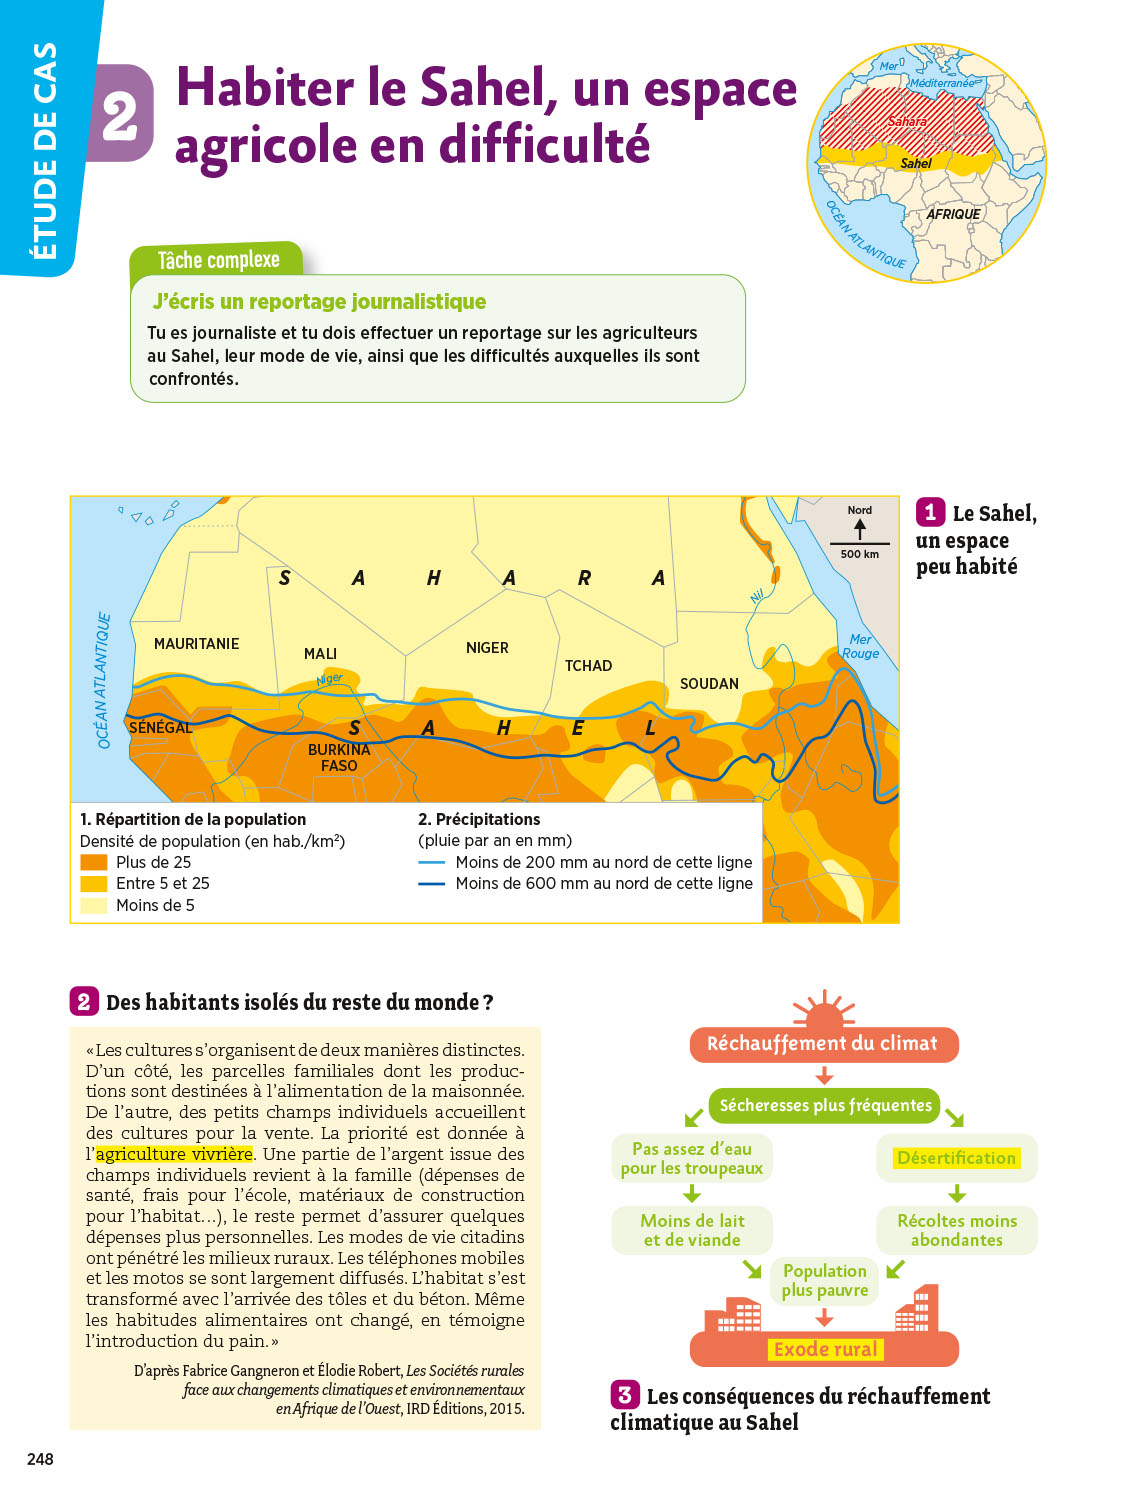 ÉTUDE DE CAS
2
Habiter le Sahel, un espace
agricole en difficulté
Mer
Méditerranée
Sahara
Sahel
AFRIQUE
OCÉAN ATLANTIQUE
Tâche complexe
J'écris un reportage journalistique
Tu es journaliste et tu dois effectuer un reportage sur les agriculteurs
au Sahel, leur mode de vie, ainsi que les difficultés auxquelles ils sont
confrontés.
1 Le Sahel,
un espace
peu habité
Nord
500 km
SAHARA
Nil
OCÉAN ATLANTIQUE
MAURITANIE
MALI
NIGER
TCHAD
SOUDAN
Mer
Rouge
Niger
SÉNÉGAL
SAHEL
BURKINA
FASO
1. Répartition de la population
Densité de population (en hab./km²)
Plus de 25
Entre 5 et 25
Moins de 5
2. Précipitations
(pluie par an en mm)
Moins de 200 mm au nord de cette ligne
Moins de 600 mm au nord de cette ligne
2 Des habitants isolés du reste du monde ?
« Les cultures s'organisent de deux manières distinctes.
D'un côté, les parcelles familiales dont les produc-
tions sont destinées à l'alimentation de la maisonnée.
De l'autre, des petits champs individuels accueillent
des cultures pour la vente. La priorité est donnée à
l'agriculture vivrière. Une partie de l'argent issue des
champs individuels revient à la famille (dépenses de
santé, frais pour l'école, matériaux de construction
pour l'habitat…), le reste permet d'assurer quelques
dépenses plus personnelles. Les modes de vie citadins
ont pénétré les milieux ruraux. Les téléphones mobiles
et les motos se sont largement diffusés. L'habitat s'est
transformé avec l'arrivée des tôles et du béton. Même
les habitudes alimentaires ont changé, en témoigne
l'introduction du pain. »
D'après Fabrice Gangneron et Élodie Robert, Les Sociétés rurales
face aux changements climatiques et environnementaux
en Afrique de l'Ouest, IRD Éditions, 2015.
Réchauffement du climat
Sécheresses plus fréquentes
Pas assez d'eau
pour les troupeaux
Désertification
Moins de lait
et de viande
Récoltes moins
abondantes
Population
plus pauvre
Exode rural
3 Les conséquences du réchauffement
climatique au Sahel
248